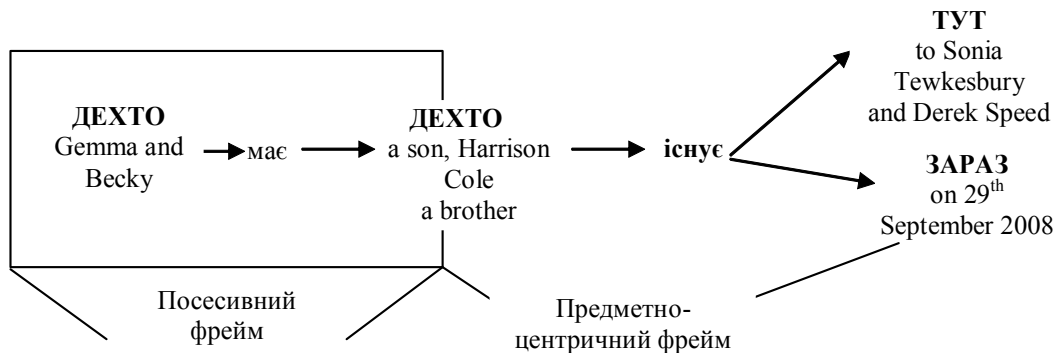 ДЕХТО
Gemma and
Becky
має
ДЕХТО
a son, Harrison
Cole
a brother
існує
ТУТ
to Sonia
Tewkesbury
and Derek Speed
ЗАРАЗ
on 29th
September 2008
Посесивний
фрейм
Предметно-
центричний фрейм